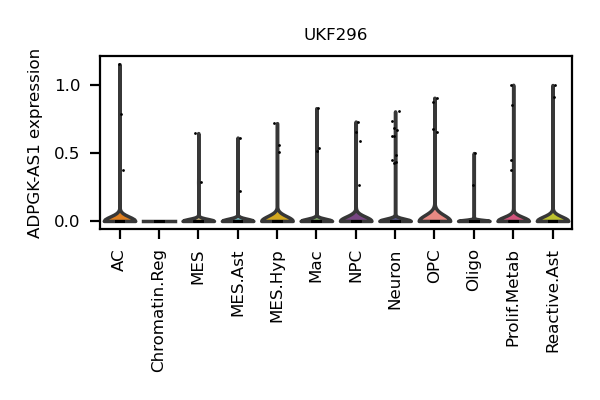 UKF296
ADPGK-AS1 expression
1.0
0.5
0.0
AC
Chromatin.Reg
MES
MES.Ast
MES.Hyp
Mac
NPC
Neuron
OPC
Oligo
Prolif.Metab
Reactive.Ast